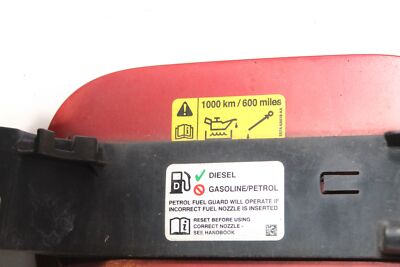 1000 km / 600 miles
D
DIESEL
GASOLINE/PETROL
PETROL FUEL GUARD WILL OPERATE IF
INCORRECT FUEL NOZZLE IS INSERTED
RESET BEFORE USING
CORRECT NOZZLE -
SEE HANDBOOK